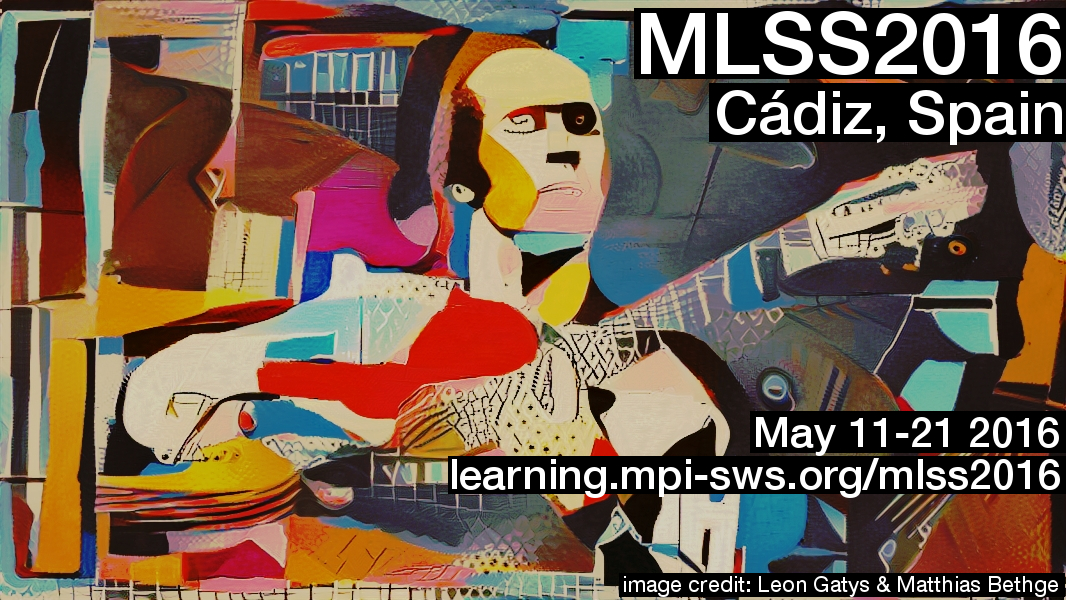 MLSS2016
Cádiz, Spain
May 11-21 2016
learning.mpi-sws.org/mlss2016
image credit: Leon Gatys & Matthias Bethge